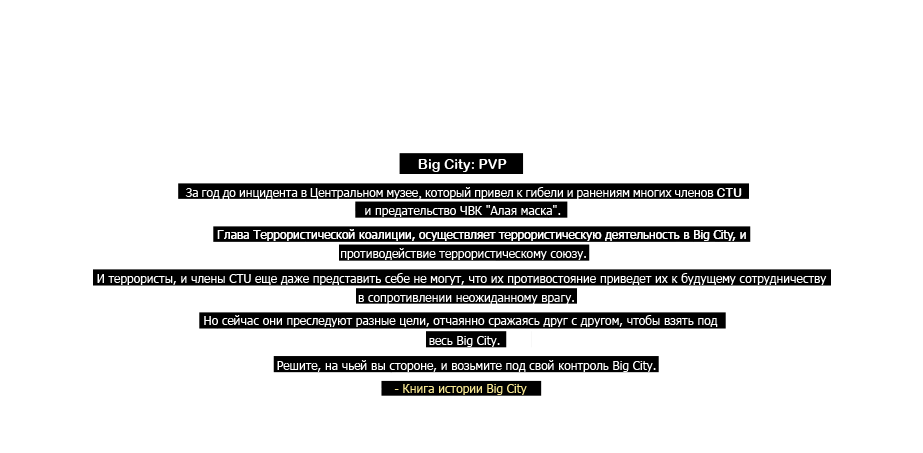 Big City: PVP
За год до инцидента в Центральном музее, который привел к гибели и ранениям многих членов CTU
и предательство ЧВК "Алая маска".
Глава Террористической коалиции, осуществляет террористическую деятельность в Big City, и
противодействие террористическому союзу.
И террористы, и члены CTU еще даже представить себе не могут, что их противостояние приведет их к будущему сотрудничеству
в сопротивлении неожиданному врагу.
Но сейчас они преследуют разные цели, отчаянно сражаясь друг с другом, чтобы взять под
весь Big City.
Решите, на чьей вы стороне, и возьмите под свой контроль Big City.
- Книга истории Big City